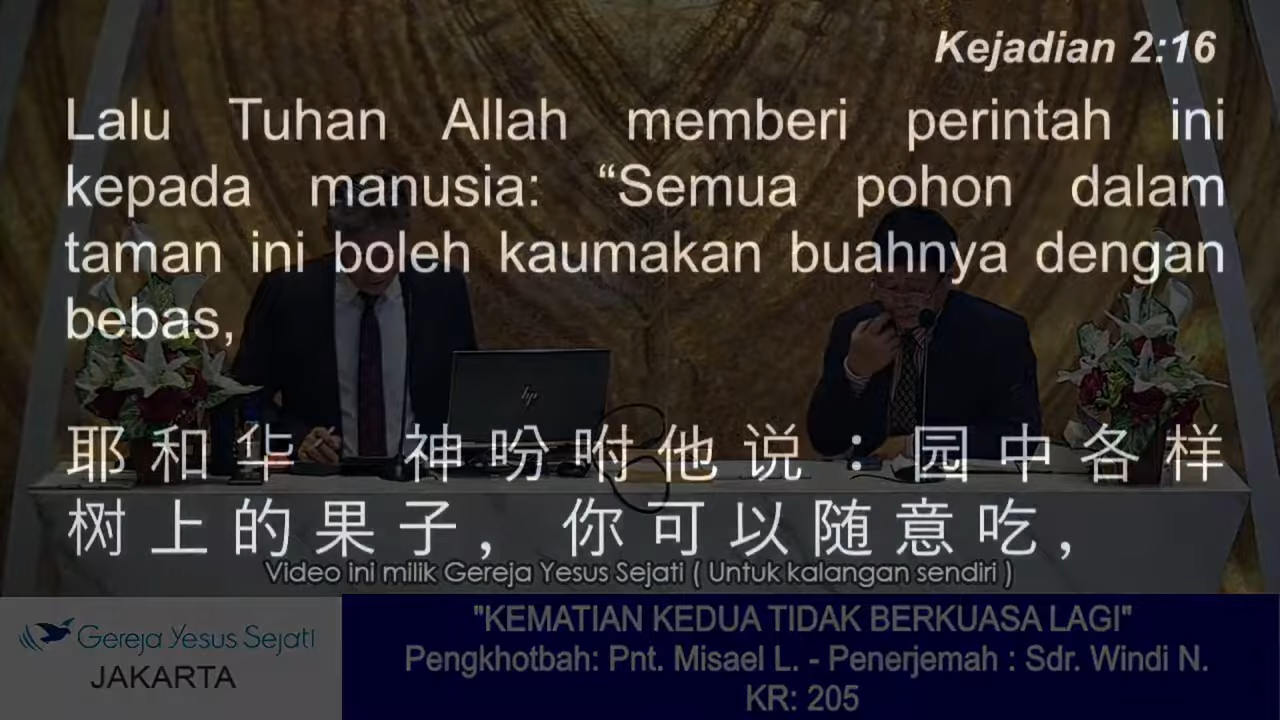 Kejadian 2:16
Lalu Tuhan Allah memberi perintah ini
kepada manusia: “Semua pohon dalam
taman ini boleh kaumakan buahnya dengan
bebas,
耶和华 神吩咐他说：园中各样
树上的果子，你可以随意吃，
hp
Video ini milik Gereja Yesus Sejati ( Untuk kalangan sendiri )
Gereja Yesus Sejati
JAKARTA
"KEMATIAN KEDUA TIDAK BERKUASA LAGI"
Pengkhotbah: Pnt. Misael L. - Penerjemah : Sdr. Windi N.
KR: 205